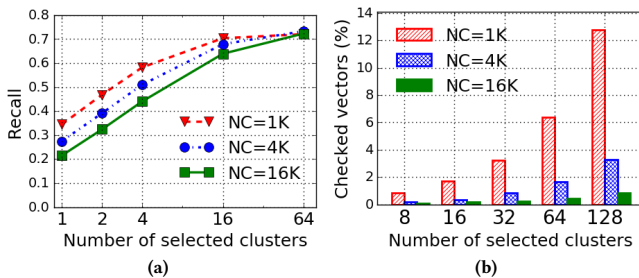 0.8
0.7
0.6
0.5
0.4
0.3
0.2
0.1
0.0
Recall
NC=1K
NC=4K
NC=16K
1 2 4 16 64
Number of selected clusters
(a)
14
12
10
8
6
4
2
0
Checked vectors (%)
NC=1K
NC=4K
NC=16K
8 16 32 64 128
Number of selected clusters
(b)